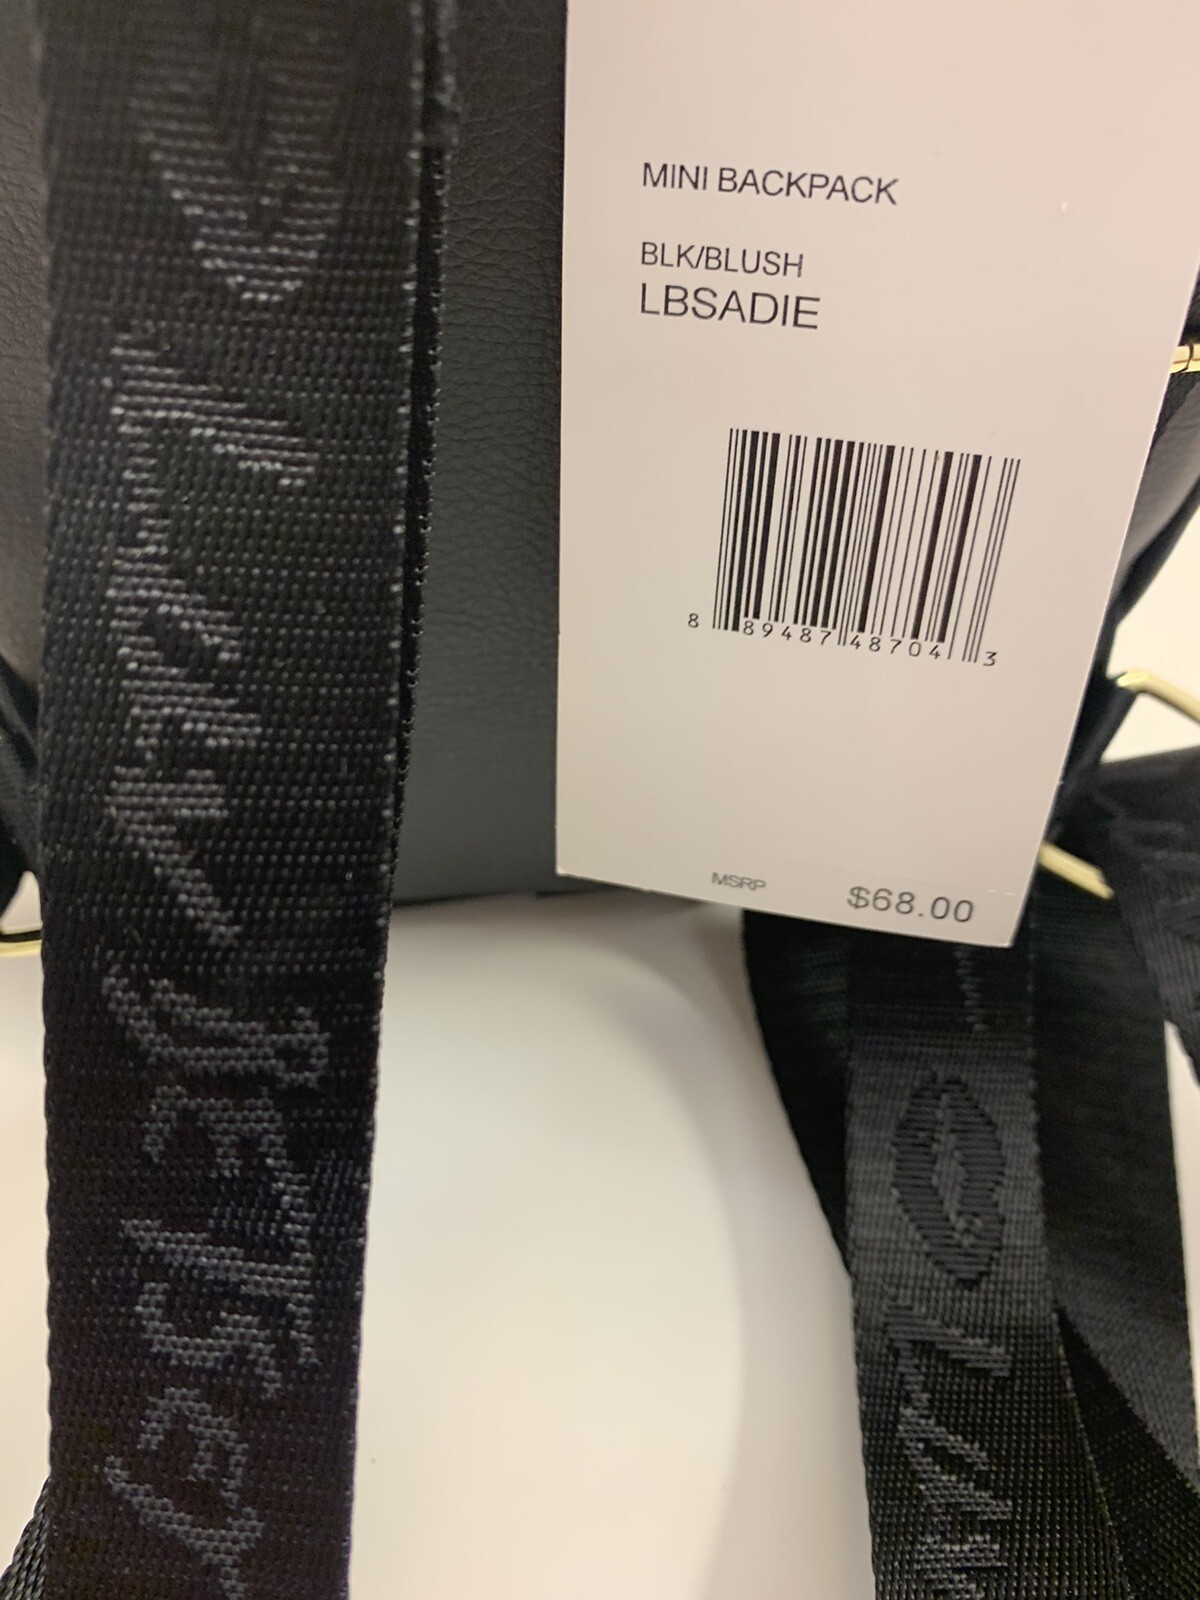 MINI BACKPACK
BLK/BLUSH
LBSADIE
8 89487 48704 3
MSRP $68.00